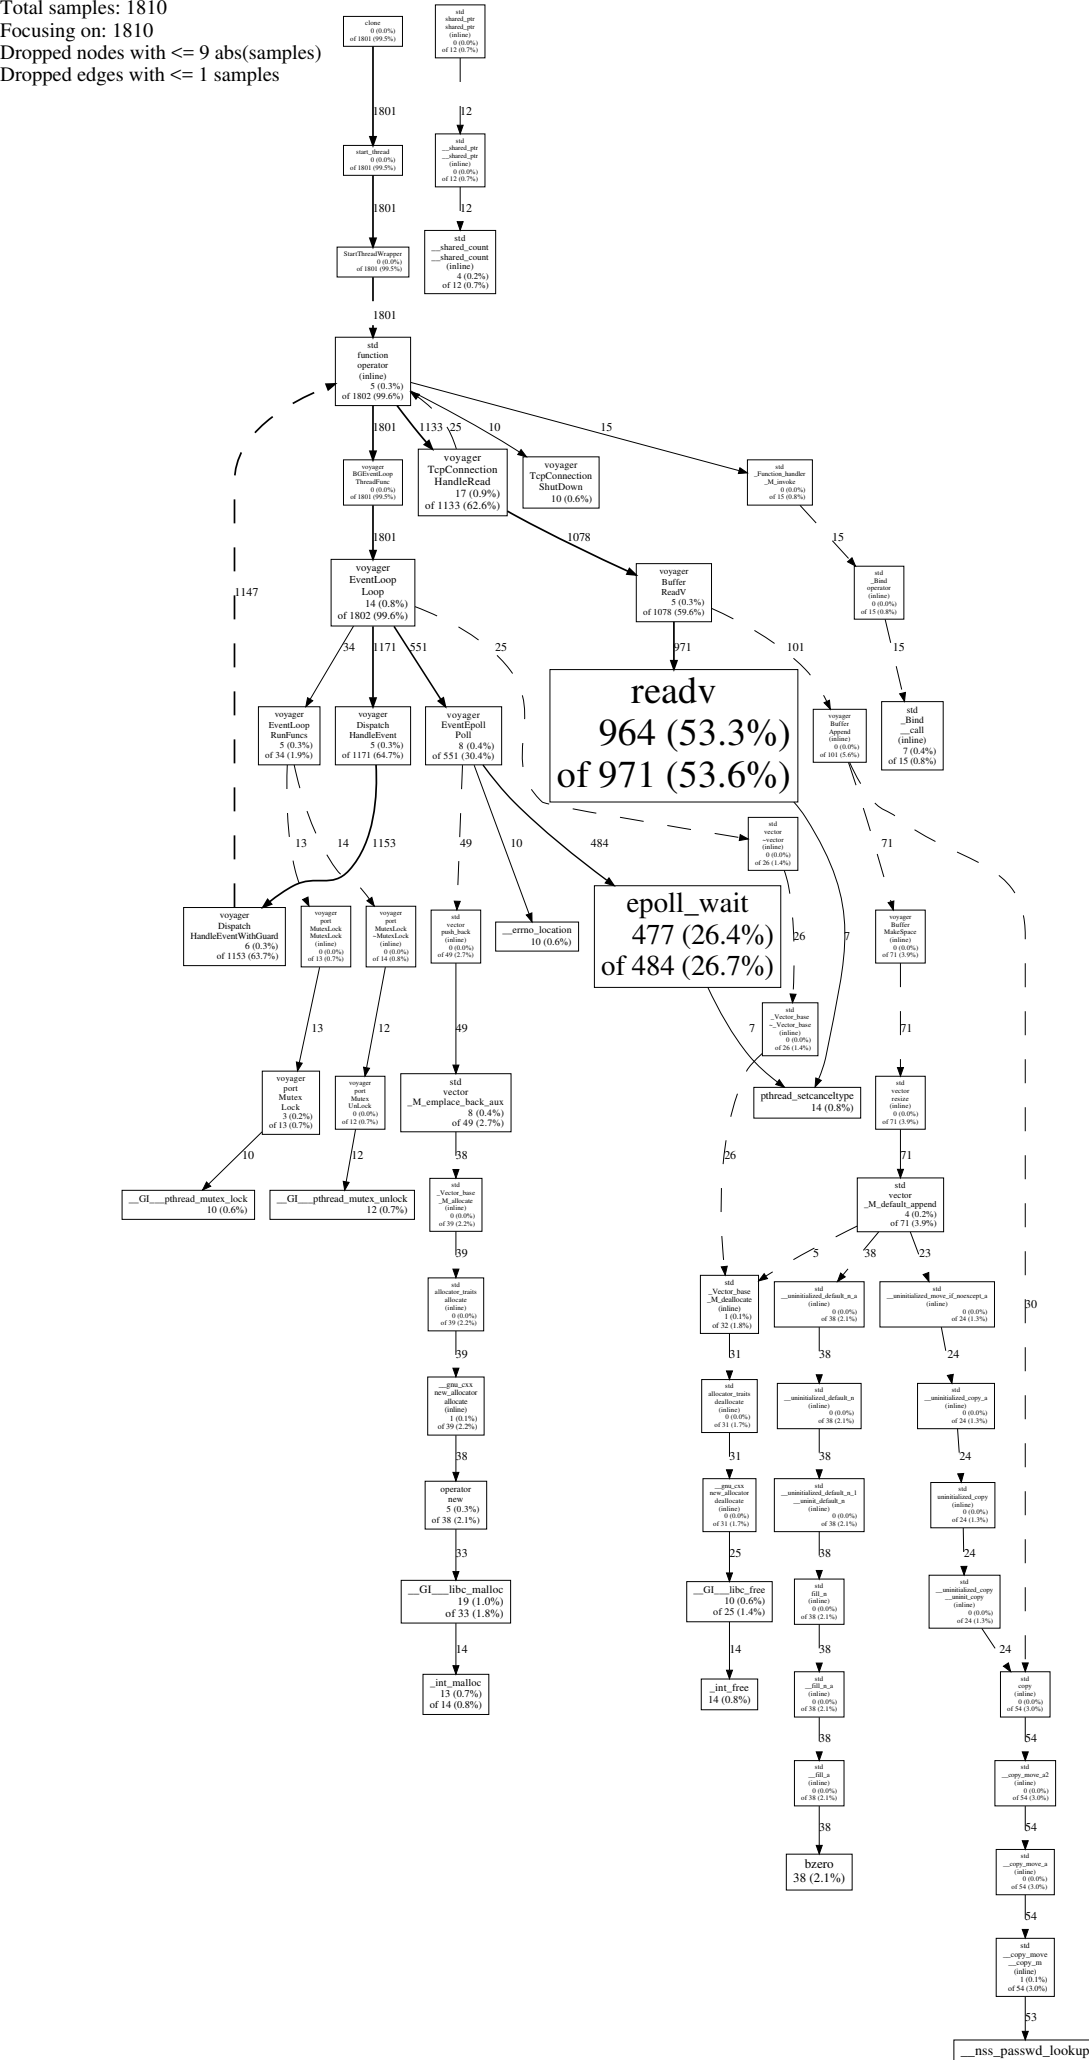 Total samples: 1810
Focusing on: 1810
Dropped nodes with <= 9 abs(samples)
Dropped edges with <= 1 samples
clone
0 (0.0%)
of 1801 (99.5%)
std
shared_ptr
shared_ptr
(inline)
0 (0.0%)
of 12 (0.7%)
1801
12
start_thread
0 (0.0%)
of 1801 (99.5%)
std
__shared_ptr
__shared_ptr
(inline)
0 (0.0%)
of 12 (0.7%)
1801
12
StartThreadWrapper
0 (0.0%)
of 1801 (99.5%)
std
__shared_count
__shared_count
(inline)
4 (0.2%)
of 12 (0.7%)
1801
std
function
operator
(inline)
5 (0.3%)
of 1802 (99.6%)
1801
1133
25
10
15
voyager
BGEventLoop
ThreadFunc
0 (0.0%)
of 1801 (99.5%)
voyager
TcpConnection
HandleRead
17 (0.9%)
of 1133 (62.6%)
voyager
TcpConnection
ShutDown
10 (0.6%)
std
_Function_handler
_M_invoke
0 (0.0%)
of 15 (0.8%)
1801
1078
15
voyager
EventLoop
Loop
14 (0.8%)
of 1802 (99.6%)
voyager
Buffer
ReadV
5 (0.3%)
of 1078 (59.6%)
std
_Bind
operator
(inline)
0 (0.0%)
of 15 (0.8%)
1147
34
1171
551
25
971
101
15
voyager
EventLoop
RunFuncs
5 (0.3%)
of 34 (1.9%)
voyager
Dispatch
HandleEvent
5 (0.3%)
of 1171 (64.7%)
voyager
EventEpoll
Poll
8 (0.4%)
of 551 (30.4%)
readv
964 (53.3%)
of 971 (53.6%)
voyager
Buffer
Append
(inline)
0 (0.0%)
of 101 (5.6%)
std
_Bind
__call
(inline)
7 (0.4%)
of 15 (0.8%)
13
14
1153
49
10
484
std
vector
~vector
(inline)
0 (0.0%)
of 26 (1.4%)
71
voyager
Dispatch
HandleEventWithGuard
6 (0.3%)
of 1153 (63.7%)
voyager
port
MutexLock
MutexLock
(inline)
0 (0.0%)
of 13 (0.7%)
voyager
port
MutexLock
~MutexLock
(inline)
0 (0.0%)
of 14 (0.8%)
std
vector
push_back
(inline)
0 (0.0%)
of 49 (2.7%)
__errno_location
10 (0.6%)
epoll_wait
477 (26.4%)
of 484 (26.7%)
26
7
voyager
Buffer
MakeSpace
(inline)
0 (0.0%)
of 71 (3.9%)
13
12
49
7
std
_Vector_base
~_Vector_base
(inline)
0 (0.0%)
of 26 (1.4%)
71
voyager
port
Mutex
Lock
3 (0.2%)
of 13 (0.7%)
voyager
port
Mutex
UnLock
0 (0.0%)
of 12 (0.7%)
std
vector
_M_emplace_back_aux
8 (0.4%)
of 49 (2.7%)
pthread_setcanceltype
14 (0.8%)
std
vector
resize
(inline)
0 (0.0%)
of 71 (3.9%)
10
12
38
26
71
__GI___pthread_mutex_lock
10 (0.6%)
__GI___pthread_mutex_unlock
12 (0.7%)
std
_Vector_base
_M_allocate
(inline)
0 (0.0%)
of 39 (2.2%)
std
vector
_M_default_append
4 (0.2%)
of 71 (3.9%)
39
5
38
23
std
allocator_traits
allocate
(inline)
0 (0.0%)
of 39 (2.2%)
std
_Vector_base
_M_deallocate
(inline)
1 (0.1%)
of 32 (1.8%)
std
__uninitialized_default_n_a
(inline)
0 (0.0%)
of 38 (2.1%)
std
__uninitialized_move_if_noexcept_a
(inline)
0 (0.0%)
of 24 (1.3%)
30
39
31
38
24
__gnu_cxx
new_allocator
allocate
(inline)
1 (0.1%)
of 39 (2.2%)
std
allocator_traits
deallocate
(inline)
0 (0.0%)
of 31 (1.7%)
std
__uninitialized_default_n
(inline)
0 (0.0%)
of 38 (2.1%)
std
__uninitialized_copy_a
(inline)
0 (0.0%)
of 24 (1.3%)
38
31
38
24
operator
new
5 (0.3%)
of 38 (2.1%)
__gnu_cxx
new_allocator
deallocate
(inline)
0 (0.0%)
of 31 (1.7%)
std
__uninitialized_default_n_1
__uninit_default_n
(inline)
0 (0.0%)
of 38 (2.1%)
std
uninitialized_copy
(inline)
0 (0.0%)
of 24 (1.3%)
33
25
38
24
__GI___libc_malloc
19 (1.0%)
of 33 (1.8%)
__GI___libc_free
10 (0.6%)
of 25 (1.4%)
std
fill_n
(inline)
0 (0.0%)
of 38 (2.1%)
std
__uninitialized_copy
__uninit_copy
(inline)
0 (0.0%)
of 24 (1.3%)
14
14
38
24
_int_malloc
13 (0.7%)
of 14 (0.8%)
_int_free
14 (0.8%)
std
__fill_n_a
(inline)
0 (0.0%)
of 38 (2.1%)
std
copy
(inline)
0 (0.0%)
of 54 (3.0%)
38
54
std
__fill_a
(inline)
0 (0.0%)
of 38 (2.1%)
std
__copy_move_a2
(inline)
0 (0.0%)
of 54 (3.0%)
38
54
bzero
38 (2.1%)
std
__copy_move_a
(inline)
0 (0.0%)
of 54 (3.0%)
54
std
__copy_move
__copy_m
(inline)
1 (0.1%)
of 54 (3.0%)
53
__nss_passwd_lookup